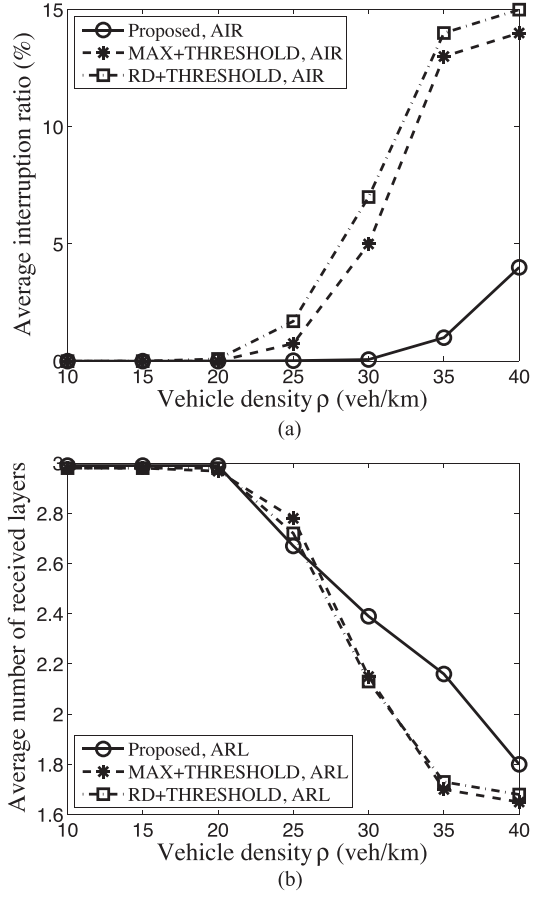 15
Proposed, AIR
MAX+THRESHOLD, AIR
RD+THRESHOLD, AIR
10
5
0
Average interruption ratio (%)
10 15 20 25 30 35 40
Vehicle density ρ (veh/km)
(a)
3
2.8
2.6
2.4
2.2
2
1.8
1.6
Average number of received layers
Proposed, ARL
MAX+THRESHOLD, ARL
RD+THRESHOLD, ARL
10 15 20 25 30 35 40
Vehicle density ρ (veh/km)
(b)